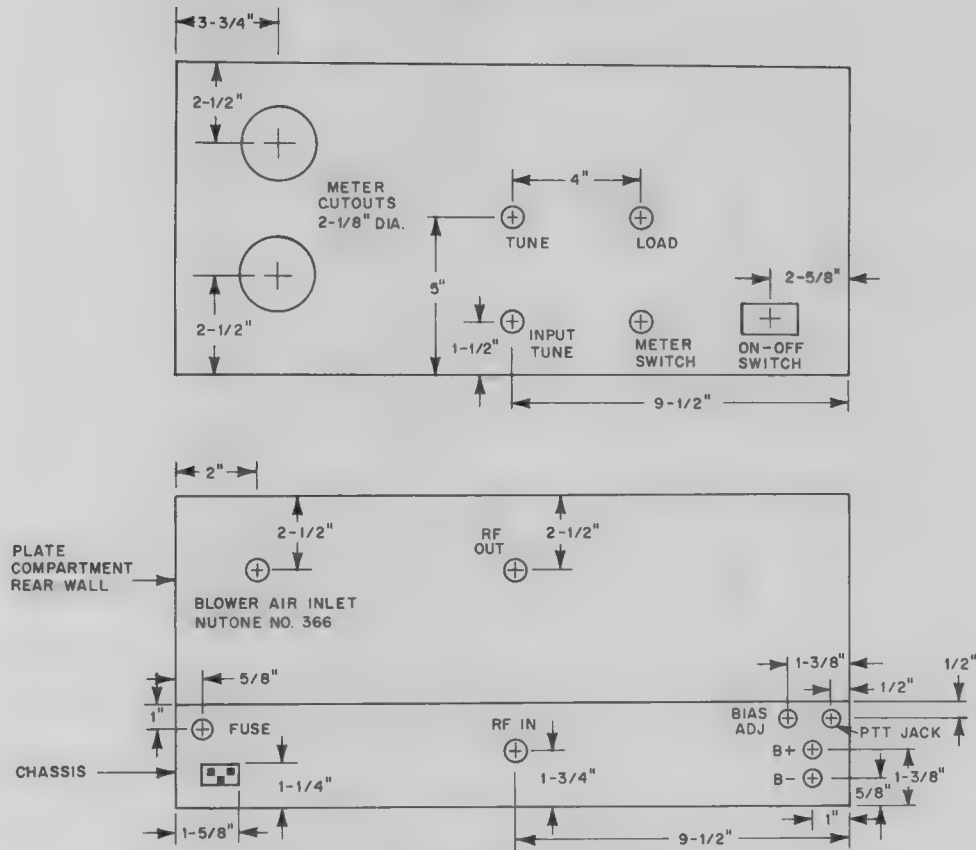 3-3/4"
2-1/2"
METER
CUTOUTS
2-1/8" DIA.
4"
TUNE
LOAD
5"
2-5/8"
2-1/2"
1-1/2"
INPUT
TUNE
METER
SWITCH
ON-OFF
SWITCH
9-1/2"
2"
2-1/2"
RF
OUT
2-1/2"
PLATE
COMPARTMENT
REAR WALL
BLOWER AIR INLET
NUTONE NO. 366
5/8"
1-3/8"
1/2"
1/2"
1"
FUSE
RF IN
BIAS
ADJ
PTT JACK
B+
CHASSIS
1-1/4"
1-3/4"
B-
5/8"
1-3/8"
1-5/8"
9-1/2"
1"